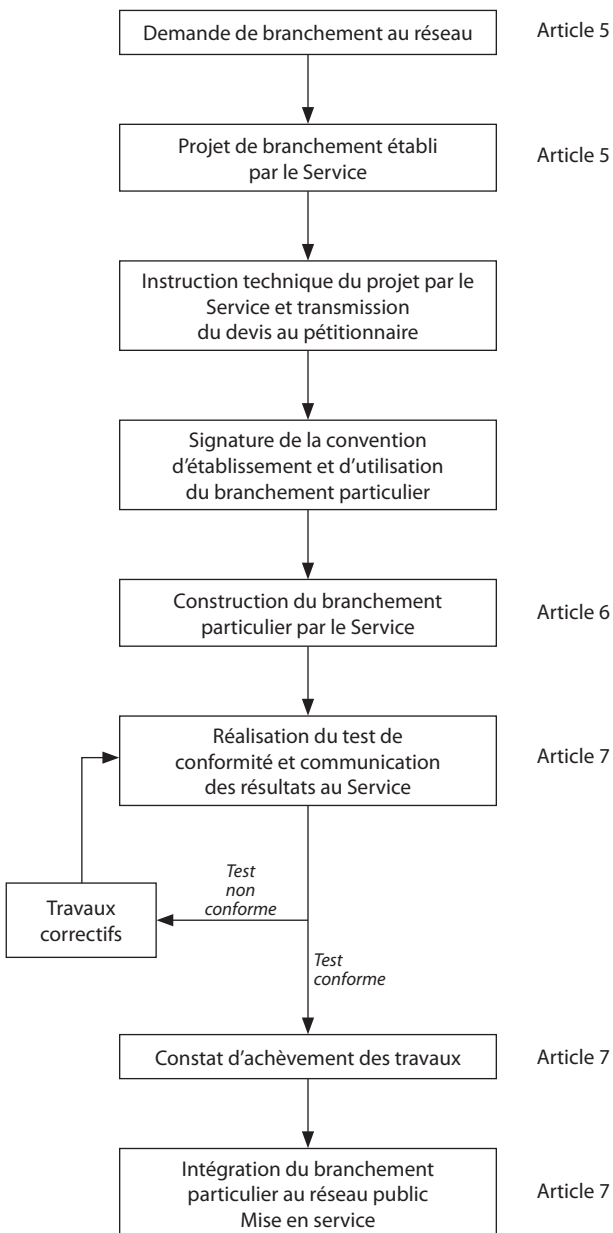 Demande de branchement au réseau
Article 5
Projet de branchement établi
par le Service
Article 5
Instruction technique du projet par le
Service et transmission
du devis au pétitionnaire
Signature de la convention
d'établissement et d'utilisation
du branchement particulier
Construction du branchement
particulier par le Service
Article 6
Réalisation du test de
conformité et communication
des résultats au Service
Article 7
Test
non
conforme
Travaux
correctifs
Test
conforme
Constat d'achèvement des travaux
Article 7
Intégration du branchement
particulier au réseau public
Mise en service
Article 7